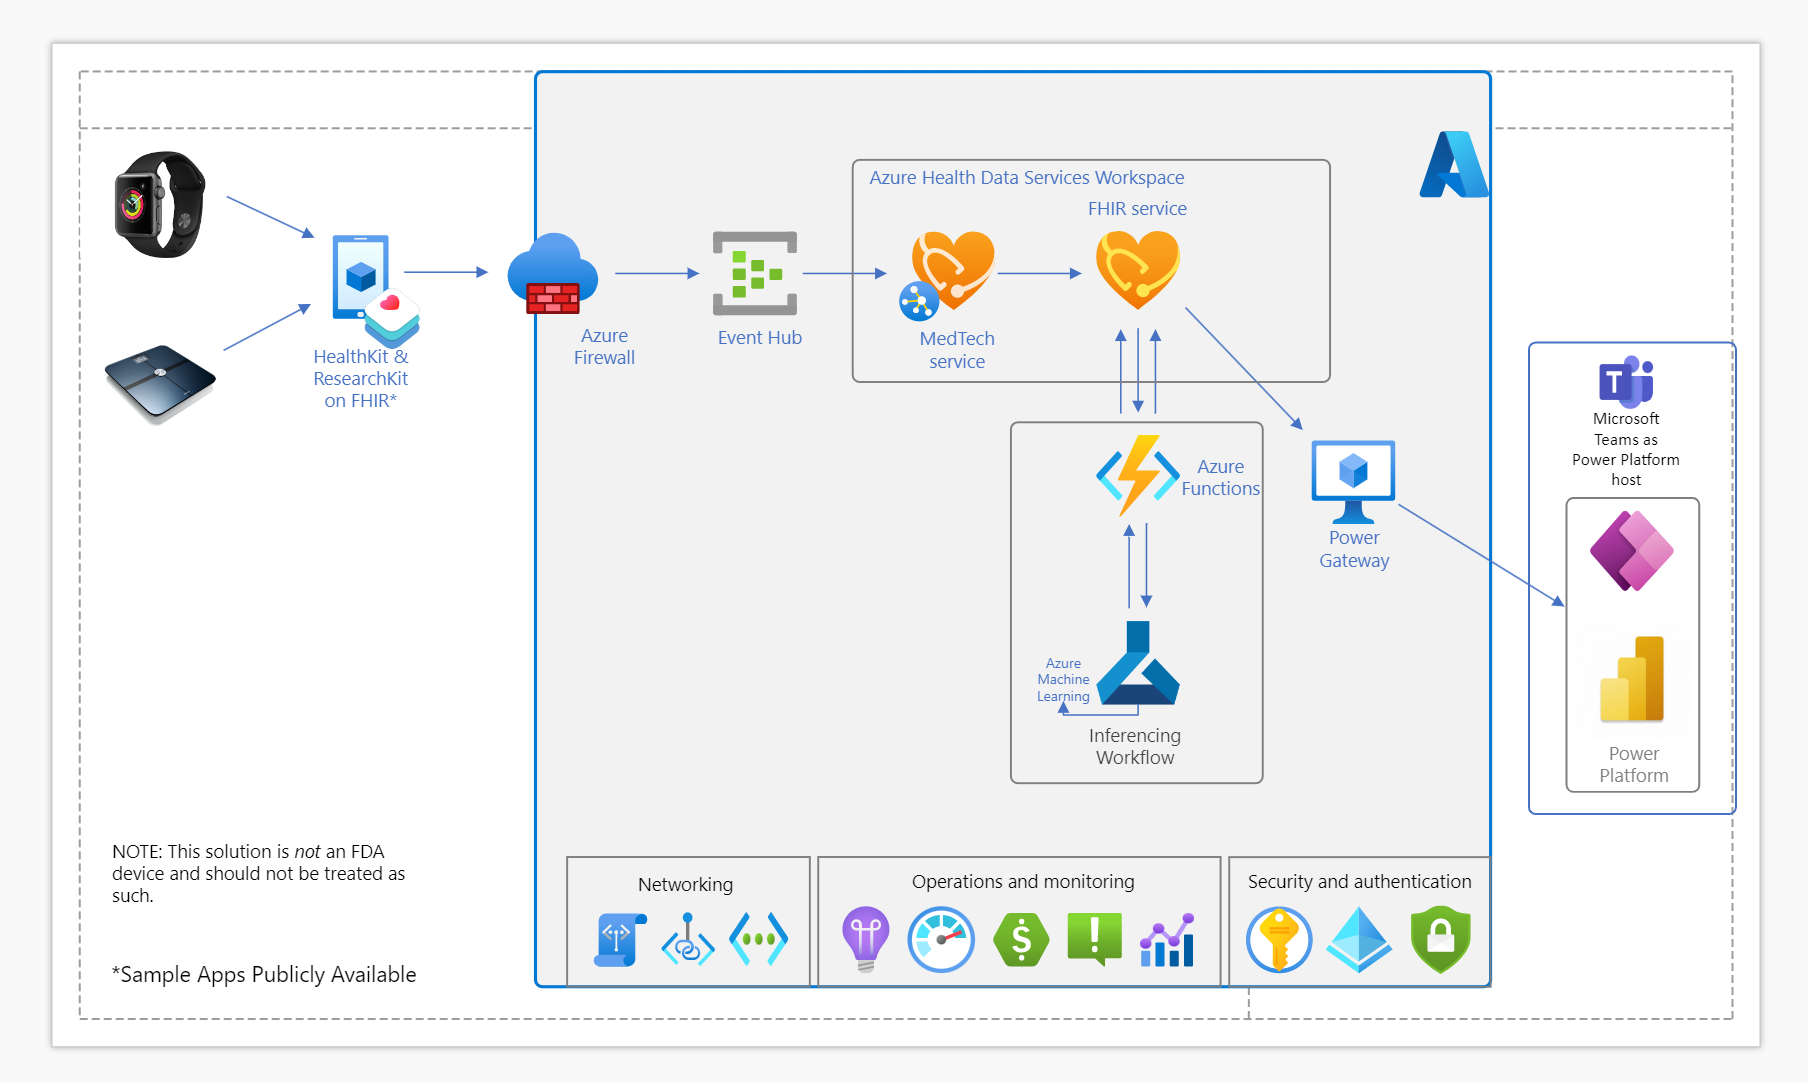 Azure Health Data Services Workspace
FHIR service
Azure
Firewall
Event Hub
MedTech
service
HealthKit &
ResearchKit
on FHIR*
T
Microsoft
Teams as
Power Platform
host
Azure
Functions
Power
Gateway
Azure
Machine
Learning
Inferencing
Workflow
Power
Platform
NOTE: This solution is not an FDA
device and should not be treated as
such.
*Sample Apps Publicly Available
Networking
Operations and monitoring
$
!
Security and authentication